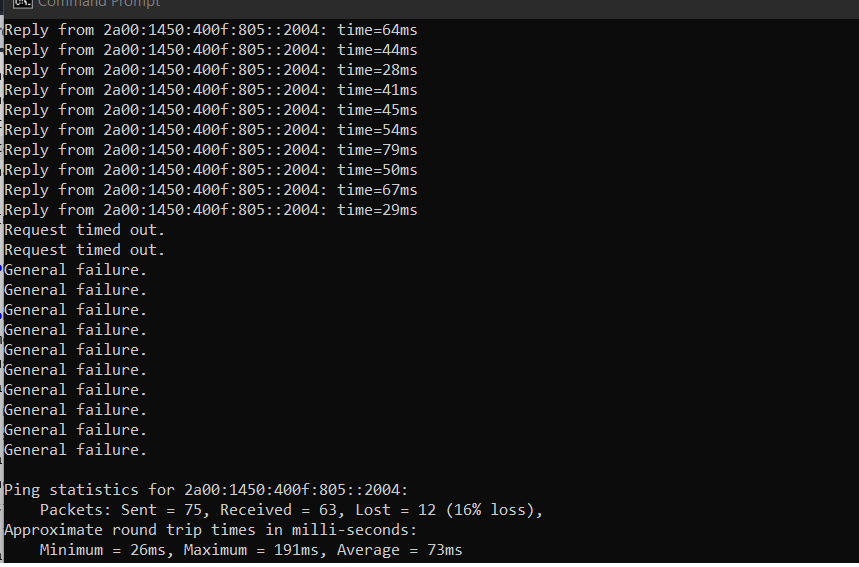 Command Prompt
Reply from 2a00:1450:400f:805::2004: time=64ms
Reply from 2a00:1450:400f:805::2004: time=44ms
Reply from 2a00:1450:400f:805::2004: time=28ms
Reply from 2a00:1450:400f:805::2004: time=41ms
Reply from 2a00:1450:400f:805::2004: time=45ms
Reply from 2a00:1450:400f:805::2004: time=54ms
Reply from 2a00:1450:400f:805::2004: time=79ms
Reply from 2a00:1450:400f:805::2004: time=50ms
Reply from 2a00:1450:400f:805::2004: time=67ms
Reply from 2a00:1450:400f:805::2004: time=29ms
Request timed out.
Request timed out.
General failure.
General failure.
General failure.
General failure.
General failure.
General failure.
General failure.
General failure.
General failure.
General failure.
Ping statistics for 2a00:1450:400f:805::2004:
    Packets: Sent = 75, Received = 63, Lost = 12 (16% loss),
Approximate round trip times in milli-seconds:
    Minimum = 26ms, Maximum = 191ms, Average = 73ms